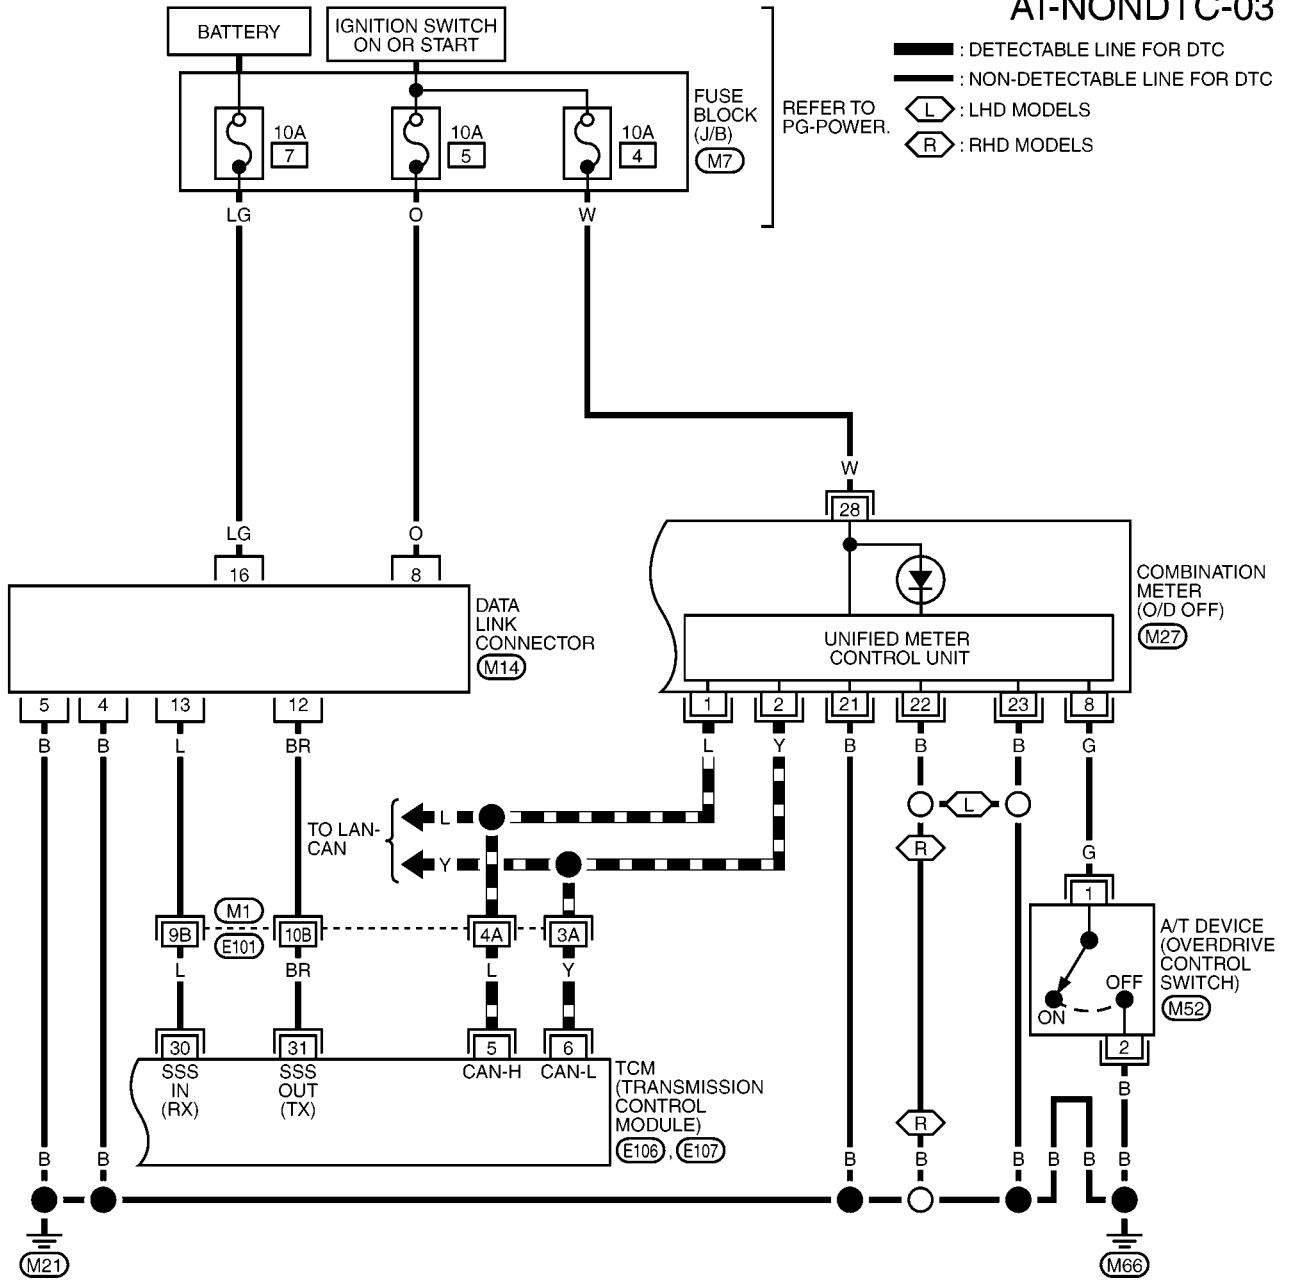 AT-NONDTC-03
BATTERY
IGNITION SWITCH
ON OR START
: DETECTABLE LINE FOR DTC
: NON-DETECTABLE LINE FOR DTC
L : LHD MODELS
R : RHD MODELS
FUSE
BLOCK
(J/B)
M7
REFER TO
PG-POWER.
10A
7
10A
5
10A
4
LG
O
W
W
28
LG
O
16
8
DATA
LINK
CONNECTOR
M14
COMBINATION
METER
(O/D OFF)
M27
UNIFIED METER
CONTROL UNIT
5
4
13
12
1
2
21
22
23
8
B
B
L
BR
L
Y
B
B
B
G
L
TO LAN-
CAN
L
Y
R
G
1
M1
E101
9B
10B
4A
3A
L
BR
L
Y
A/T DEVICE
(OVERDRIVE
CONTROL
SWITCH)
M52
OFF
ON
2
30
31
5
6
SSS
IN
(RX)
SSS
OUT
(TX)
CAN-H
CAN-L
TCM
(TRANSMISSION
CONTROL
MODULE)
E106 , E107
B
R
B
B
B
B
B
B
B
B
M21
M66